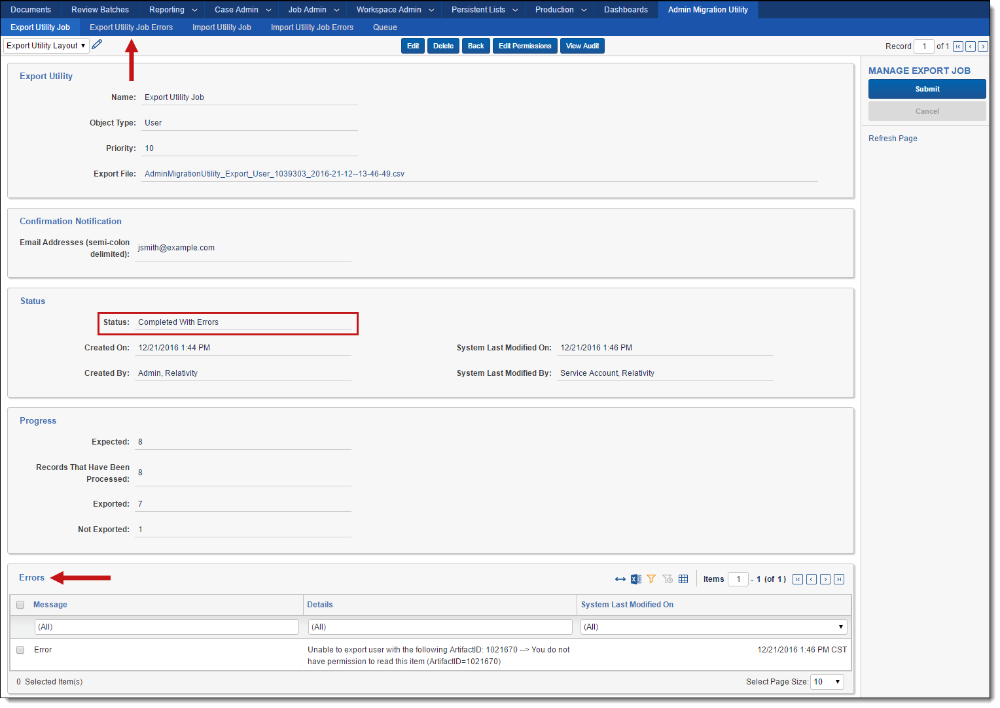 Documents Review Batches Reporting Case Admin Job Admin Workspace Admin Persistent Lists Production Dashboards Admin Migration Utility
Export Utility Job Export Utility Job Errors Import Utility Job Import Utility Job Errors Queue
Export Utility Layout Edit Delete Back Edit Permissions View Audit Record 1 of 1
MANAGE EXPORT JOB
Submit
Cancel
Refresh Page
Export Utility
Name: Export Utility Job
Object Type: User
Priority: 10
Export File: AdminMigrationUtility_Export_User_1039303_2016-21-12--13-46-49.csv
Confirmation Notification
Email Addresses (semi-colon
delimited): jsmith@example.com
Status
Status: Completed With Errors
Created On: 12/21/2016 1:44 PM System Last Modified On: 12/21/2016 1:46 PM
Created By: Admin, Relativity System Last Modified By: Service Account, Relativity
Progress
Expected: 8
Records That Have Been
Processed: 8
Exported: 7
Not Exported: 1
Errors Items 1 - 1 (of 1)
Message Details System Last Modified On
(All) (All) (All)
Error Unable to export user with the following ArtifactID: 1021670 --> You do not 12/21/2016 1:46 PM CST
have permission to read this item (ArtifactID=1021670)
0 Selected Item(s) Select Page Size: 10